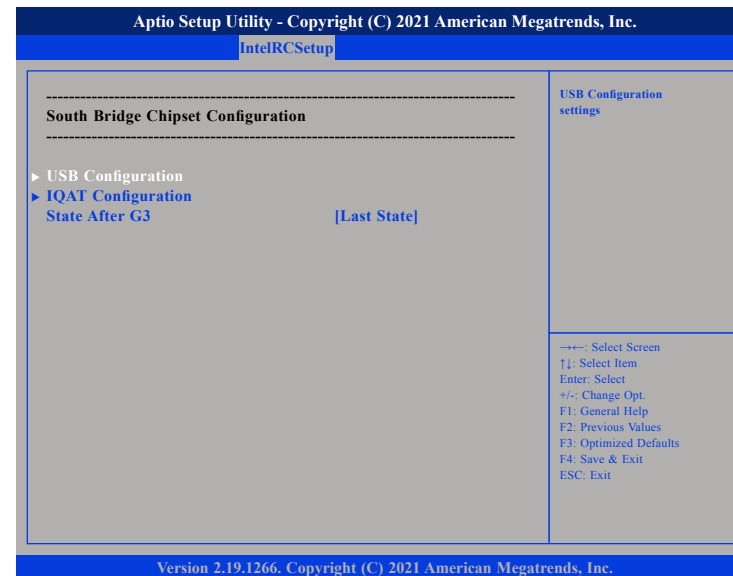 Aptio Setup Utility - Copyright (C) 2021 American Megatrends, Inc.
IntelRCSetup
--------------------------------------------------------------------------------
South Bridge Chipset Configuration
--------------------------------------------------------------------------------
► USB Configuration
► IQAT Configuration
State After G3 [Last State]
USB Configuration
settings
→←: Select Screen
↑↓: Select Item
Enter: Select
+/-: Change Opt.
F1: General Help
F2: Previous Values
F3: Optimized Defaults
F4: Save & Exit
ESC: Exit
Version 2.19.1266. Copyright (C) 2021 American Megatrends, Inc.